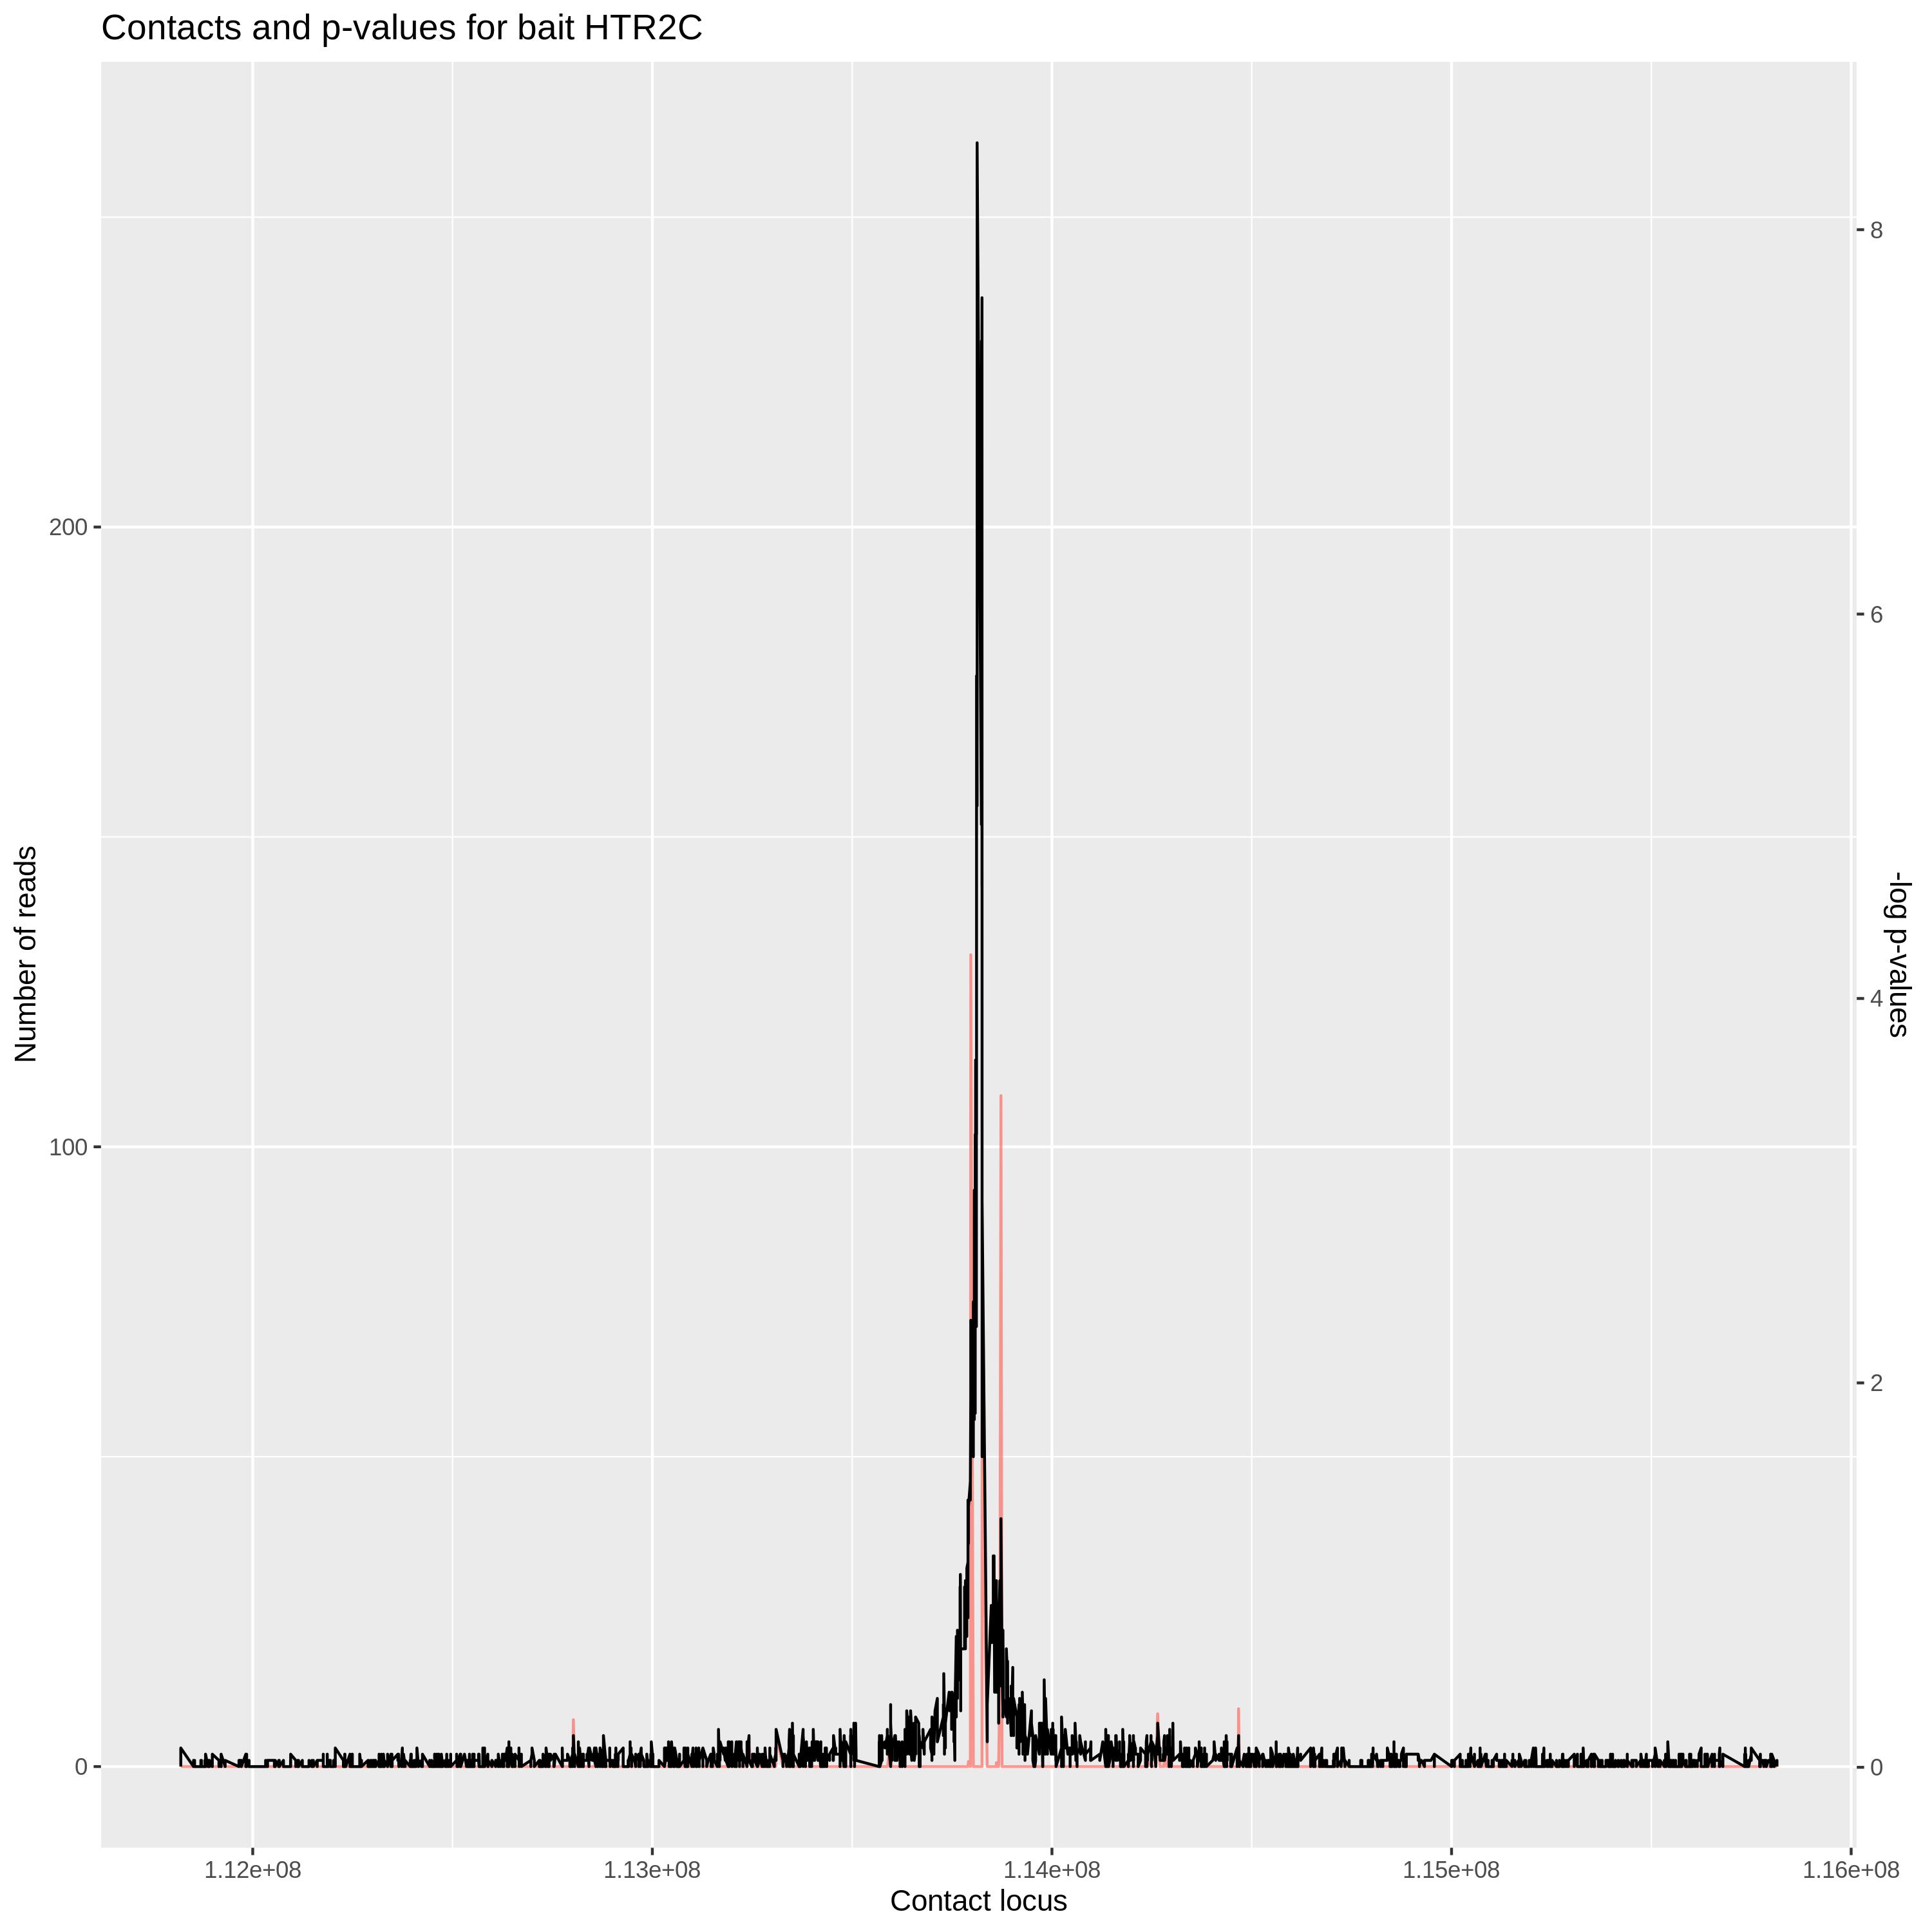 Contacts and p-values for bait HTR2C
Number of reads
200
100
0
8
6
4
2
0
-log p-values
1.12e+08
1.13e+08
1.14e+08
1.15e+08
1.16e+08
Contact locus